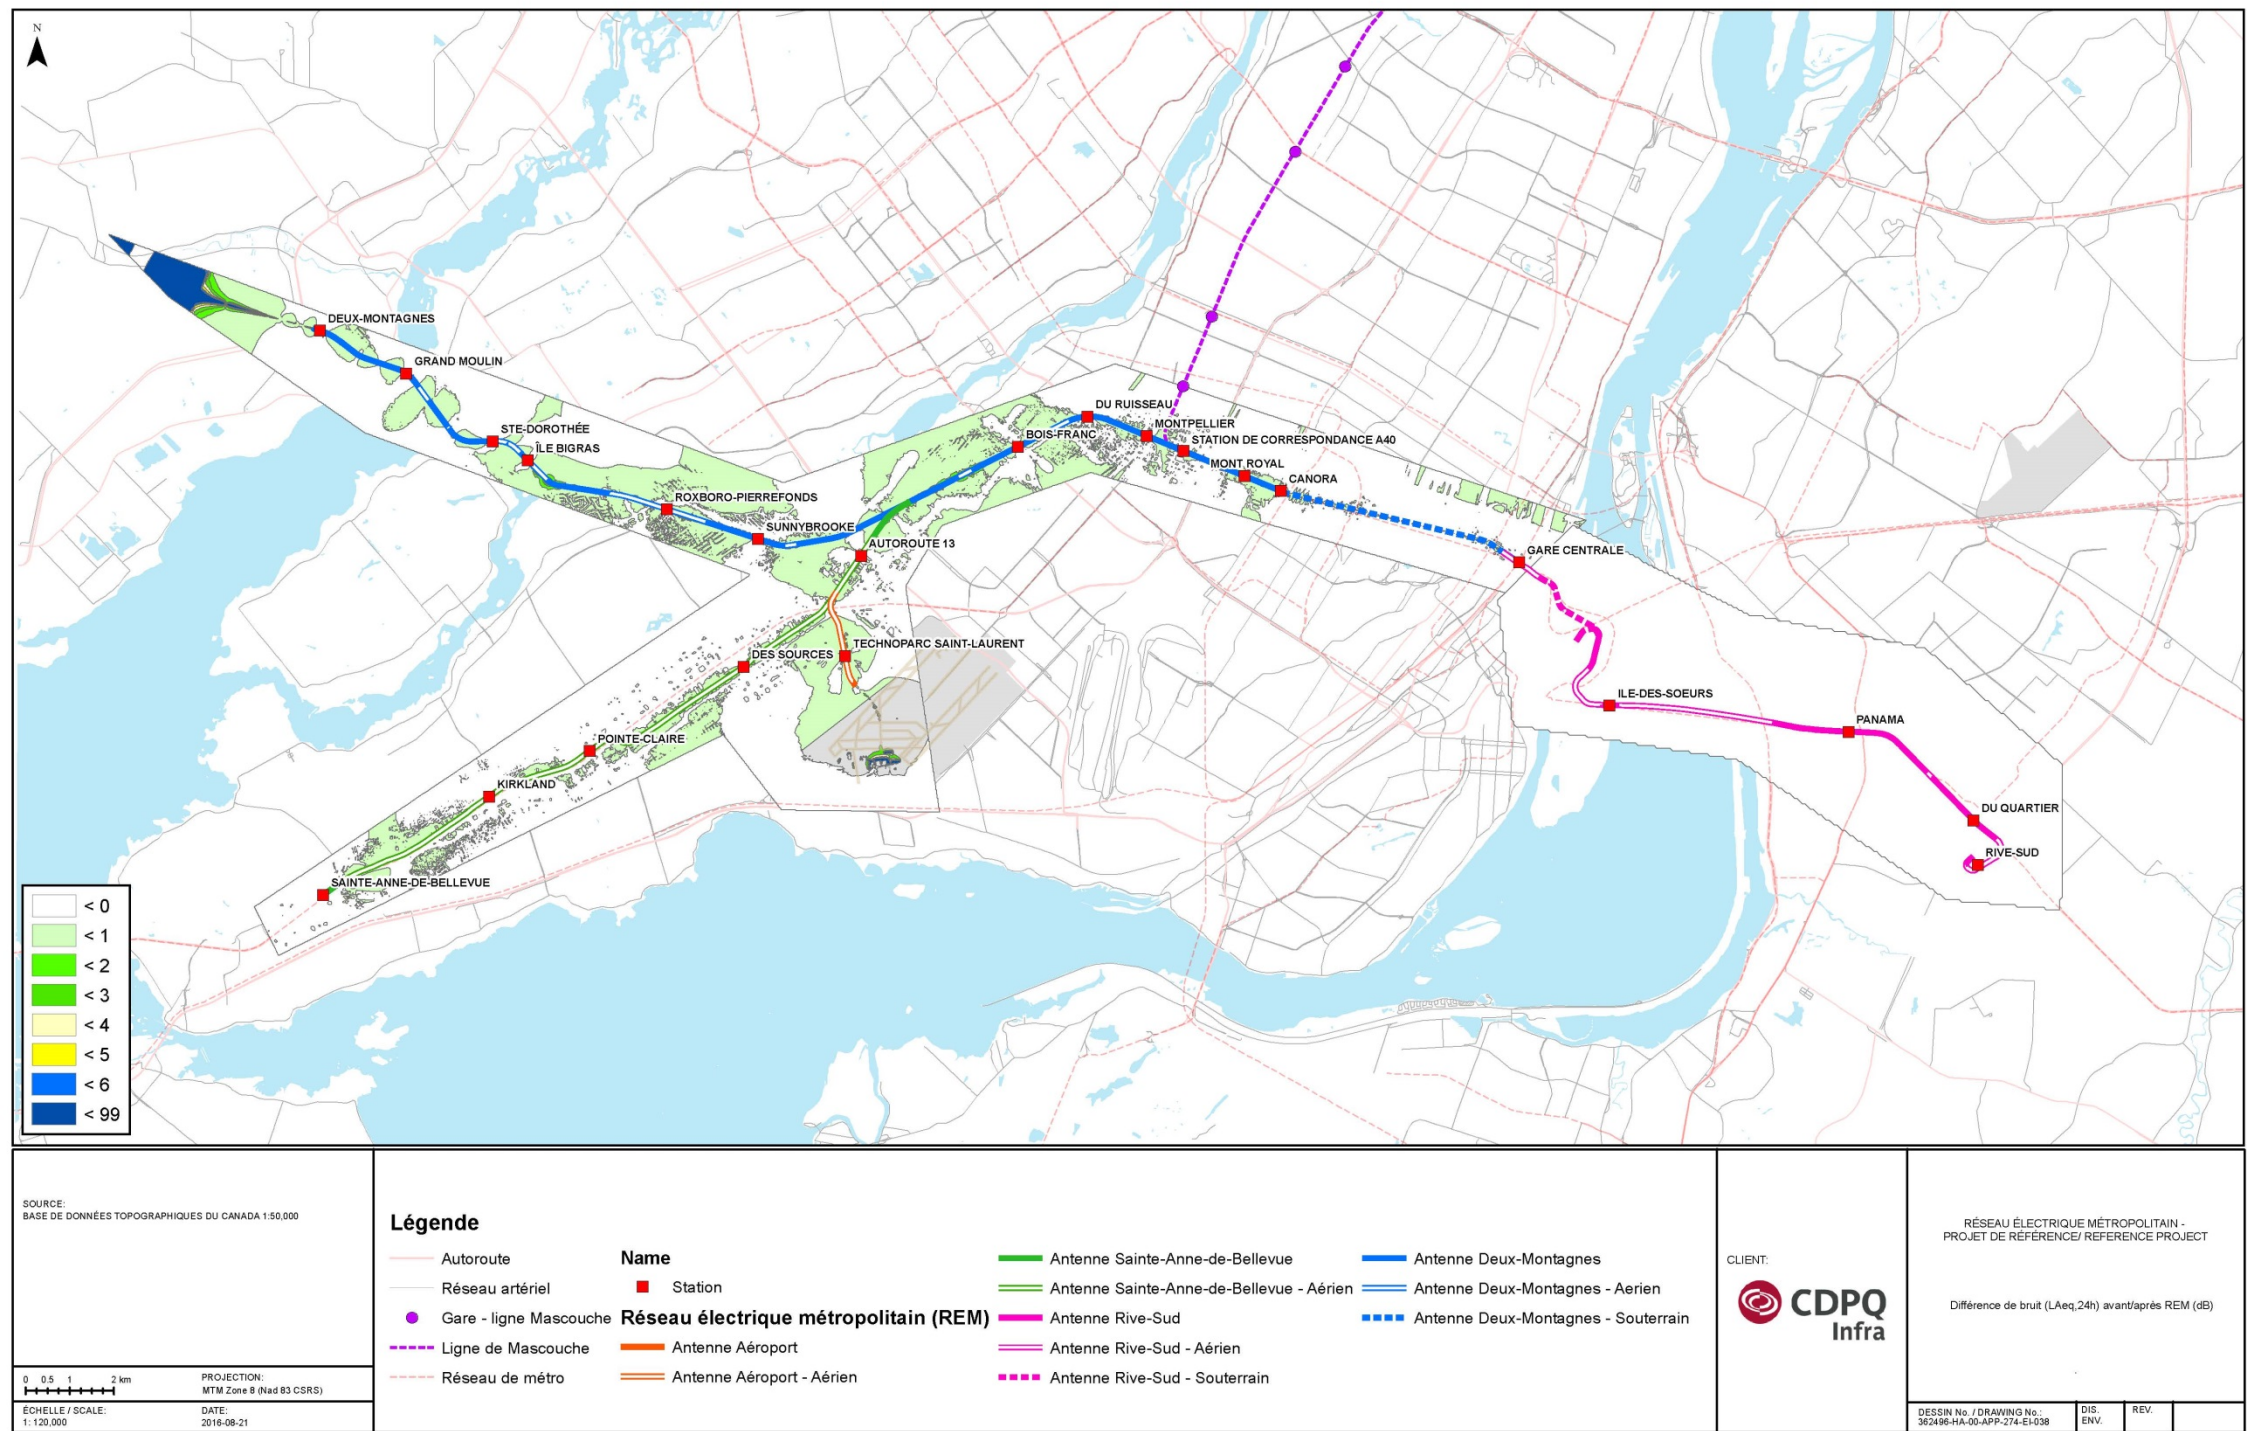 N
DEUX-MONTAGNES
GRAND MOULIN
STE-DOROTHÉE
ÎLE BIGRAS
ROXBORO-PIERREFONDS
SUNNYBROOKE
AUTOROUTE 13
BOIS-FRANC
DU RUISSEAU
MONTPELLIER
STATION DE CORRESPONDANCE A40
MONT ROYAL
CANORA
GARE CENTRALE
TECHNOPARC SAINT-LAURENT
DES SOURCES
POINTE-CLAIRE
KIRKLAND
SAINTE-ANNE-DE-BELLEVUE
ILE-DES-SOEURS
PANAMA
DU QUARTIER
RIVE-SUD
< 0
< 1
< 2
< 3
< 4
< 5
< 6
< 99
SOURCE:
BASE DE DONNÉES TOPOGRAPHIQUES DU CANADA 1:50,000
0 0.5 1 2 km
PROJECTION:
MTM Zone 8 (Nad 83 CSRS)
ÉCHELLE / SCALE:
1: 120,000
DATE:
2016-08-21
Légende
Autoroute
Réseau artériel
Gare - ligne Mascouche
Ligne de Mascouche
Réseau de métro
Name
Station
Réseau électrique métropolitain (REM)
Antenne Aéroport
Antenne Aéroport - Aérien
Antenne Sainte-Anne-de-Bellevue
Antenne Sainte-Anne-de-Bellevue - Aérien
Antenne Rive-Sud
Antenne Rive-Sud - Aérien
Antenne Rive-Sud - Souterrain
Antenne Deux-Montagnes
Antenne Deux-Montagnes - Aerien
Antenne Deux-Montagnes - Souterrain
CLIENT:
CDPQ
Infra
RÉSEAU ÉLECTRIQUE MÉTROPOLITAIN -
PROJET DE RÉFÉRENCE/ REFERENCE PROJECT
Différence de bruit (LAeq,24h) avant/après REM (dB)
DESSIN No. / DRAWING No.:
362496-HA-00-APP-274-EI-038
DIS.
ENV.
REV.